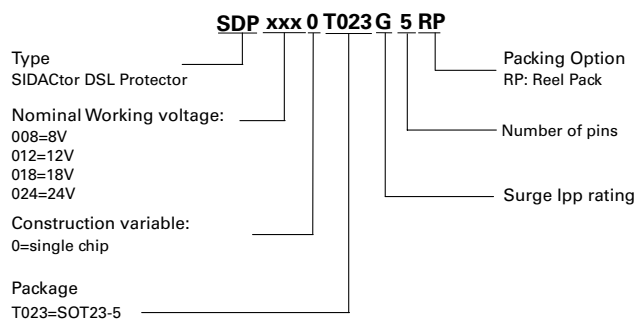 SDP xxx 0 T023 G 5 RP
Type
SIDACtor DSL Protector
Nominal Working voltage:
008=8V
012=12V
018=18V
024=24V
Construction variable:
0=single chip
Package
T023=SOT23-5
Packing Option
RP: Reel Pack
Number of pins
Surge Ipp rating